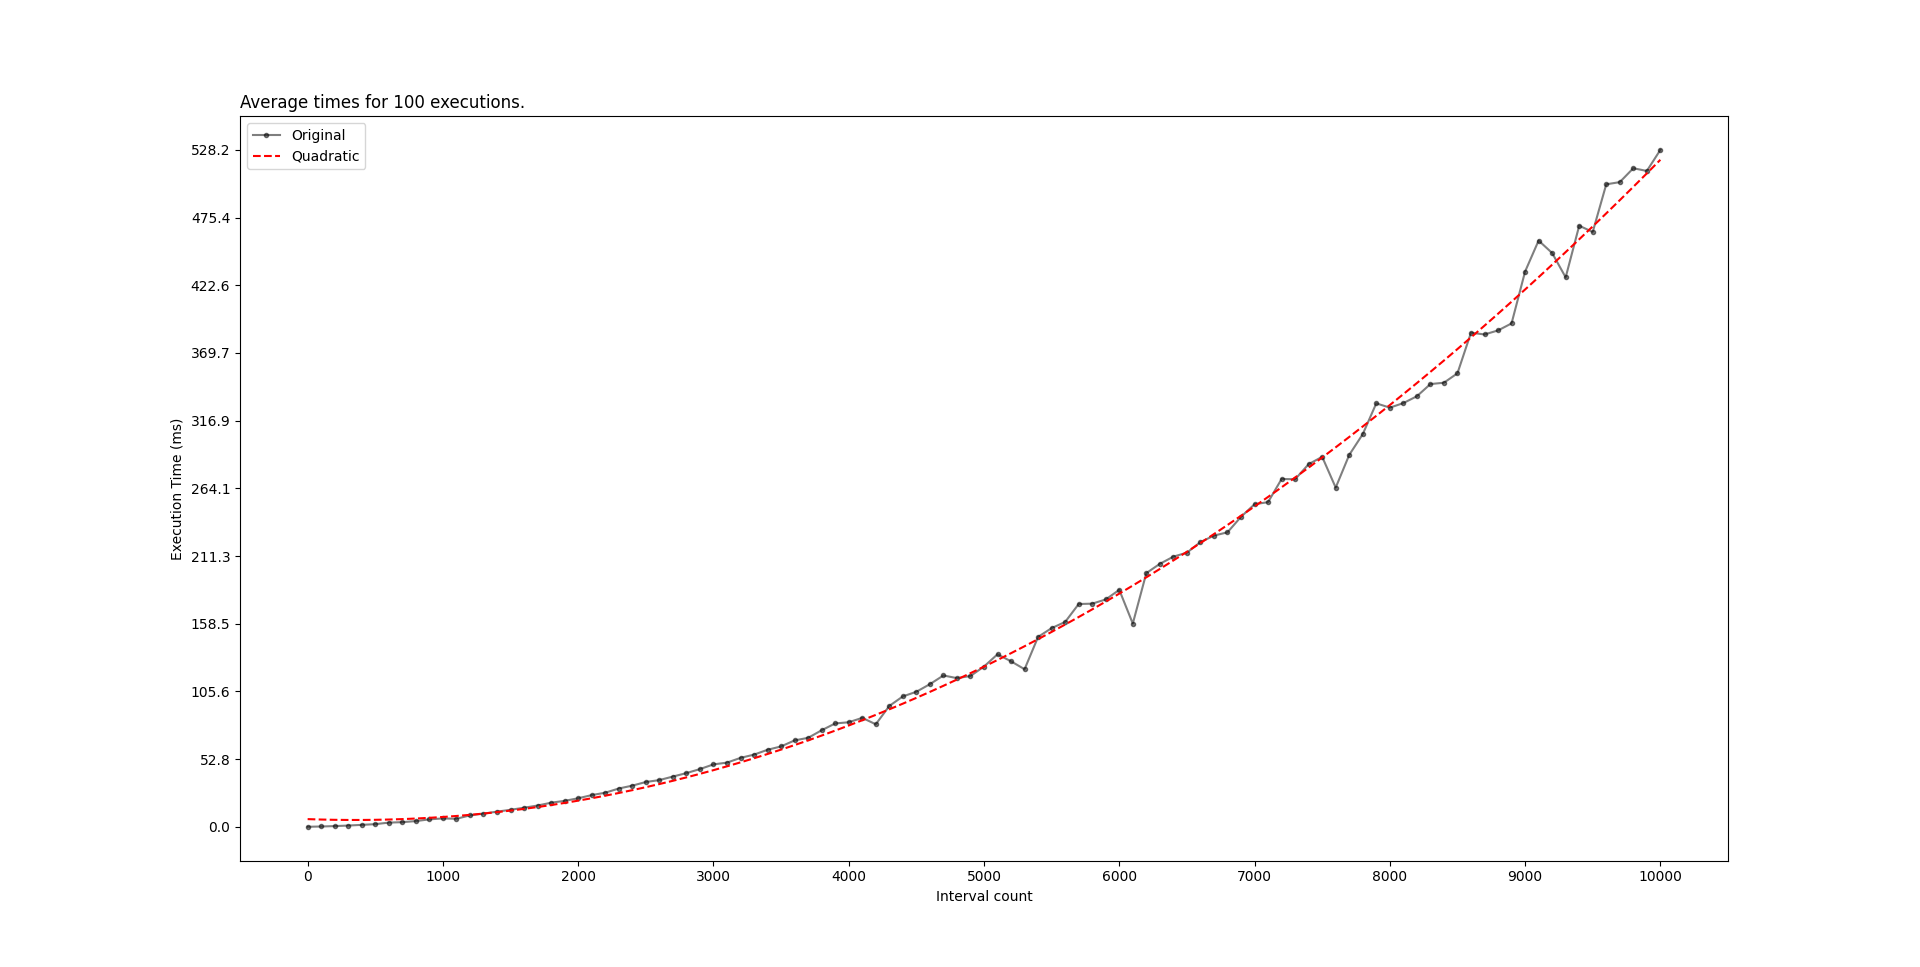 Average times for 100 executions.
Original
Quadratic
528.2
475.4
422.6
369.7
316.9
264.1
211.3
158.5
105.6
52.8
0.0
Execution Time (ms)
0 1000 2000 3000 4000 5000 6000 7000 8000 9000 10000
Interval count